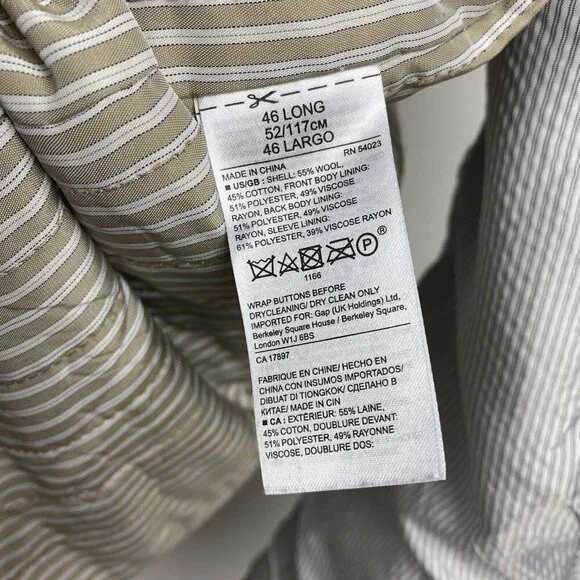 46 LONG
52/117CM
46 LARGO
MADE IN CHINA RN 54023
■ US/GB : SHELL: 55% WOOL,
45% COTTON, FRONT BODY LINING:
51% POLYESTER, 49% VISCOSE
RAYON, BACK BODY LINING:
51% POLYESTER, 49% VISCOSE
RAYON, SLEEVE LINING:
61% POLYESTER, 39% VISCOSE RAYON
P
1166
WRAP BUTTONS BEFORE
DRYCLEANING/ DRY CLEAN ONLY
IMPORTED FOR: Gap (UK Holdings) Ltd,
Berkeley Square House / Berkeley Square,
London W1J 6BS
CA 17897
FABRIQUE EN CHINE/ HECHO EN
CHINA CON INSUMOS IMPORTADOS/
DIBUAT DI TIONGKOK/ СДЕЛАНО В
КИТАЕ/ MADE IN CIN
■ CA : EXTÉRIEUR: 55% LAINE,
45% COTON, DOUBLURE DEVANT:
51% POLYESTER, 49% RAYONNE
VISCOSE, DOUBLURE DOS: